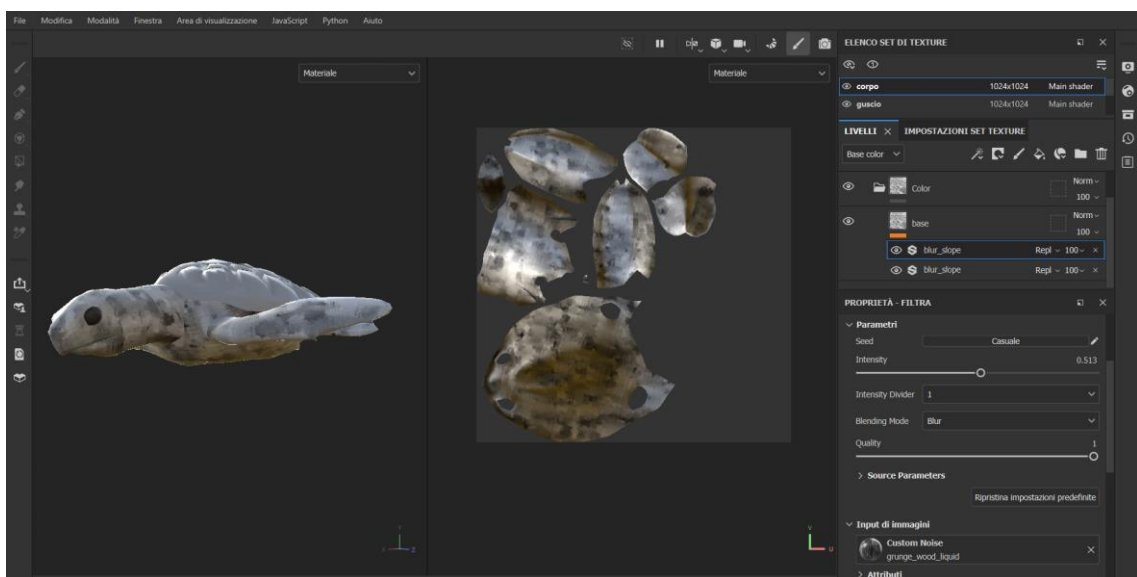 File Modifica Modalità Finestra Area di visualizzazione JavaScript Python Aiuto
Materiale
Materiale
ELENCO SET DI TEXTURE
corpo 1024x1024 Main shader
guscio 1024x1024 Main shader
LIVELLI IMPOSTAZIONI SET TEXTURE
Base color
Color Norm
100
base Norm
100
blur_slope Repl 100
blur_slope Repl 100
PROPRIETÀ - FILTRA
Parametri
Seed Casuale
Intensity 0.513
Intensity Divider 1
Blending Mode Blur
Quality 1
Source Parameters
Ripristina impostazioni predefinite
Input di immagini
Custom Noise
grunge_wood_liquid
Attributi
Z
V
U